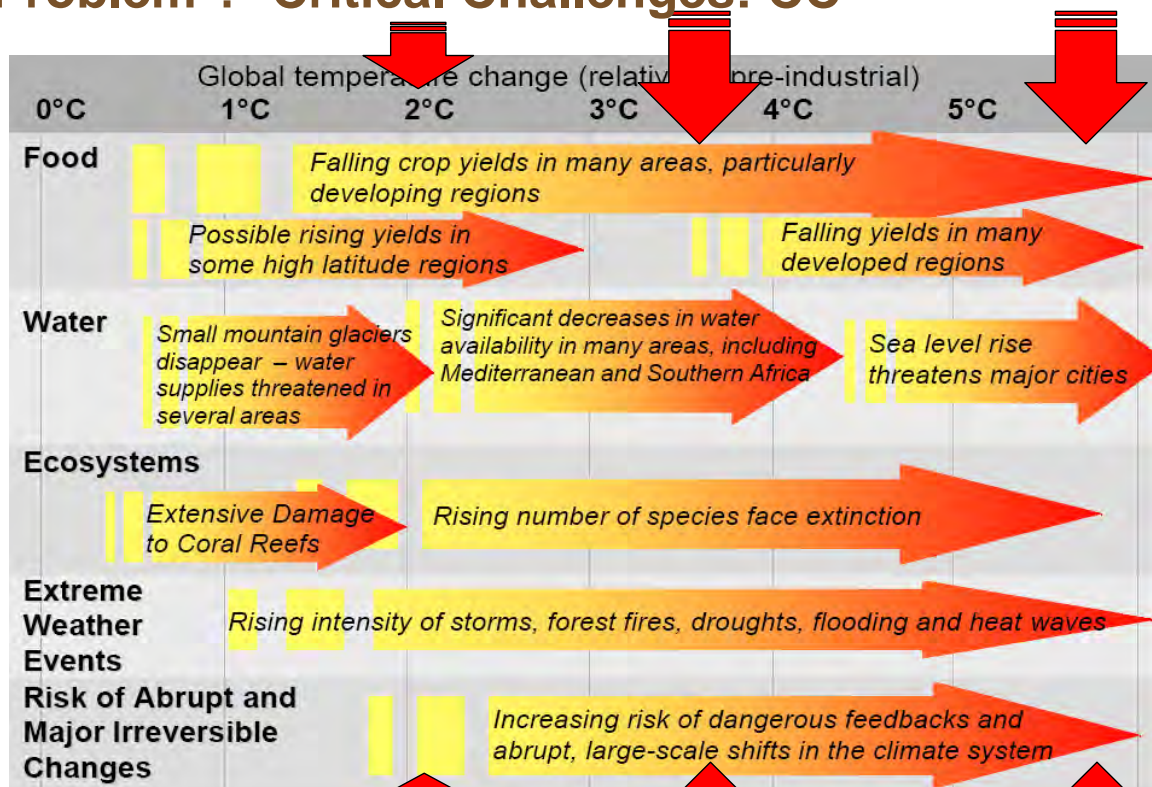 Critical Challenges: CC
Global temperature change (relative pre-industrial)
0°C 1°C 2°C 3°C 4°C 5°C
Food
Falling crop yields in many areas, particularly
developing regions
Possible rising yields in
some high latitude regions
Falling yields in many
developed regions
Water
Small mountain glaciers
disappear – water
supplies threatened in
several areas
Significant decreases in water
availability in many areas, including
Mediterranean and Southern Africa
Sea level rise
threatens major cities
Ecosystems
Extensive Damage
to Coral Reefs
Rising number of species face extinction
Extreme
Weather
Events
Rising intensity of storms, forest fires, droughts, flooding and heat waves
Risk of Abrupt and
Major Irreversible
Changes
Increasing risk of dangerous feedbacks and
abrupt, large-scale shifts in the climate system